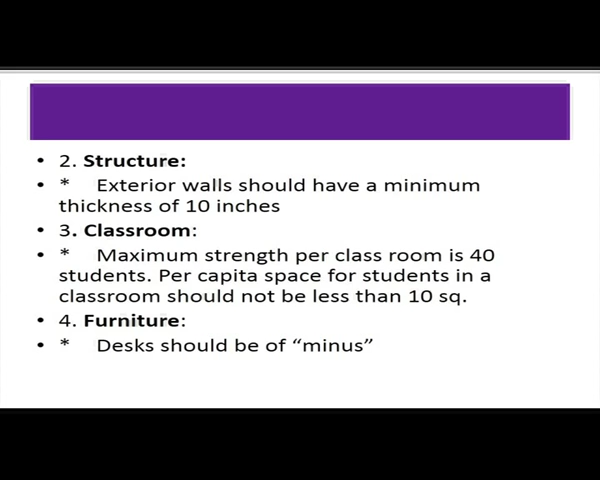 • 2. Structure:
• * Exterior walls should have a minimum
thickness of 10 inches
• 3. Classroom:
• * Maximum strength per class room is 40
students. Per capita space for students in a
classroom should not be less than 10 sq.
• 4. Furniture:
• * Desks should be of “minus”